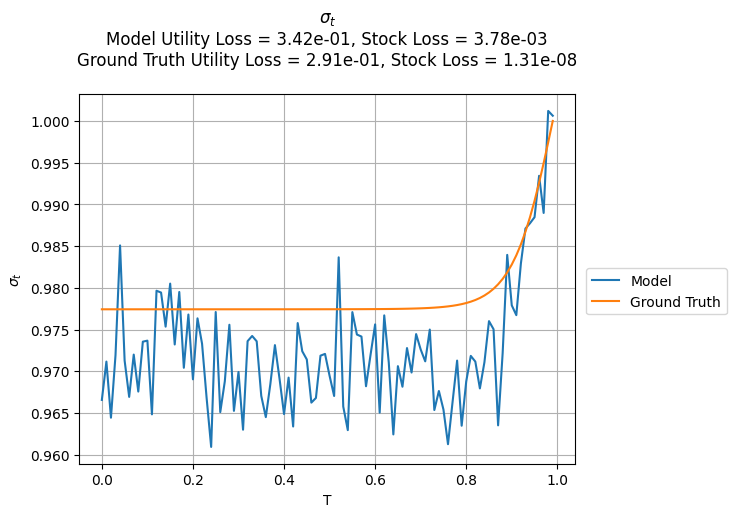 σt
Model Utility Loss = 3.42e-01, Stock Loss = 3.78e-03
Ground Truth Utility Loss = 2.91e-01, Stock Loss = 1.31e-08
1.000
0.995
0.990
0.985
0.980
0.975
0.970
0.965
0.960
σt
0.0 0.2 0.4 0.6 0.8 1.0
T
Model
Ground Truth